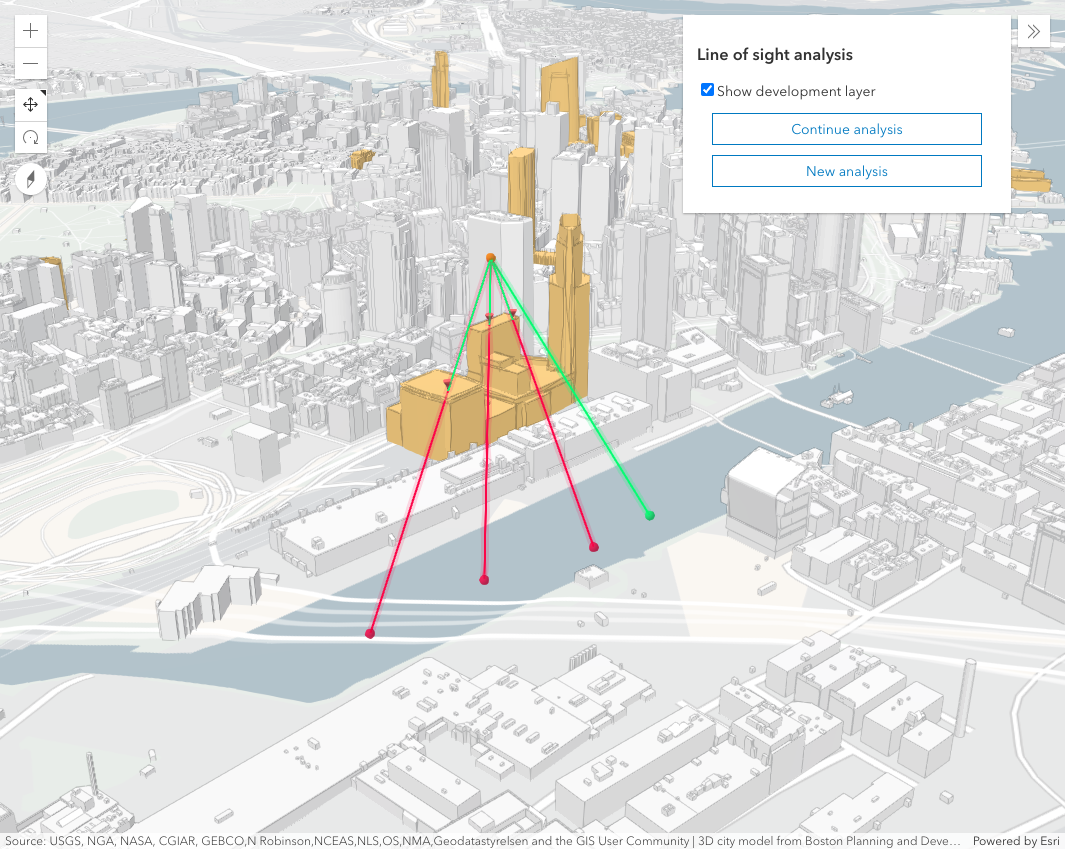 Line of sight analysis
Show development layer
Continue analysis
New analysis
Source: USGS, NGA, NASA, CGIAR, GEBCO,N Robinson,NCEAS,NLS,OS,NMA,Geodatastyrelsen and the GIS User Community | 3D city model from Boston Planning and Deve… Powered by Esri